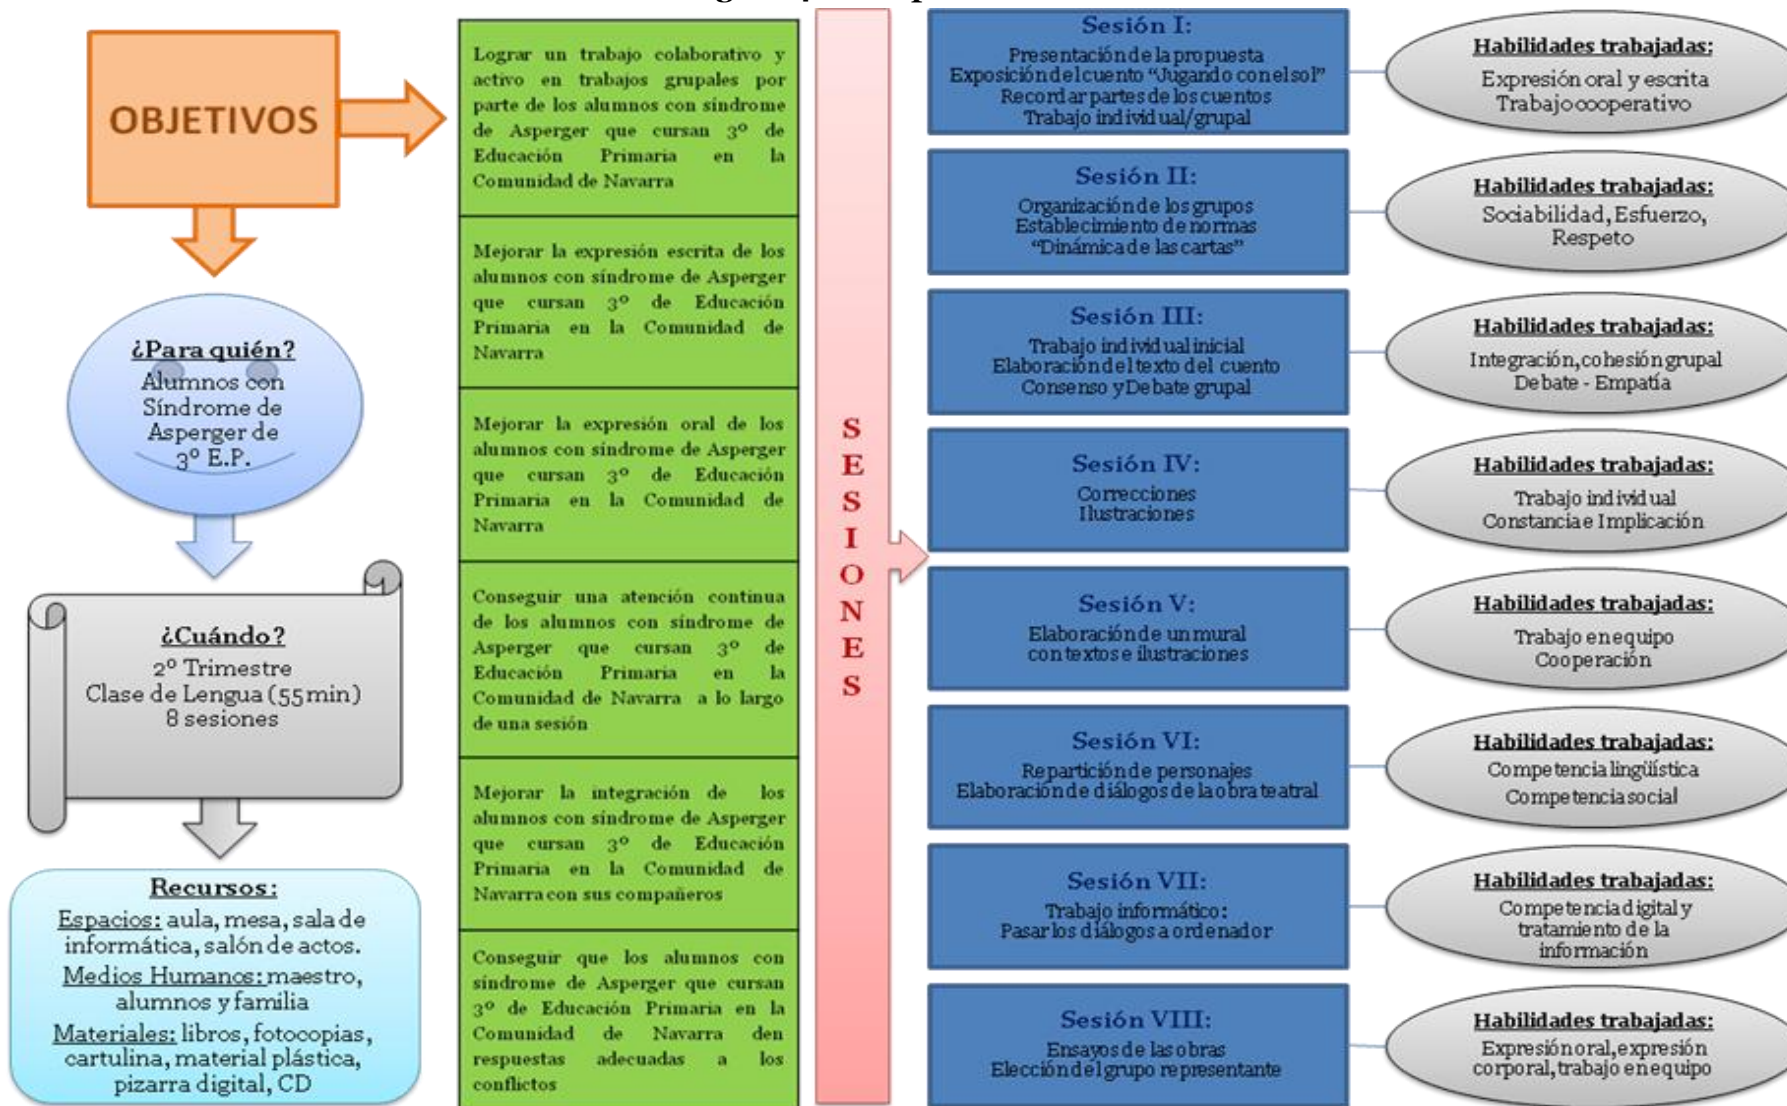 OBJETIVOS
¿Para quién?
Alumnos con
Síndrome de
Asperger de
3º E.P.
¿Cuándo?
2º Trimestre
Clase de Lengua (55 min)
8 sesiones
Recursos:
Espacios: aula, mesa, sala de
informática, salón de actos.
Medios Humanos: maestro,
alumnos y familia
Materiales: libros, fotocopias,
cartulina, material plástica,
pizarra digital, CD
Lograr un trabajo colaborativo y
activo en trabajos grupales por
parte de los alumnos con síndrome
de Asperger que cursan 3º de
Educación Primaria en la
Comunidad de Navarra
Mejorar la expresión escrita de los
alumnos con síndrome de Asperger
que cursan 3º de Educación
Primaria en la Comunidad de
Navarra
Mejorar la expresión oral de los
alumnos con síndrome de Asperger
que cursan 3º de Educación
Primaria en la Comunidad de
Navarra
Conseguir una atención continua
de los alumnos con síndrome de
Asperger que cursan 3º de
Educación Primaria en la
Comunidad de Navarra a lo largo
de una sesión
Mejorar la integración de los
alumnos con síndrome de Asperger
que cursan 3º de Educación
Primaria en la Comunidad de
Navarra con sus compañeros
Conseguir que los alumnos con
síndrome de Asperger que cursan
3º de Educación Primaria en la
Comunidad de Navarra den
respuestas adecuadas a los
conflictos
SESIONES
Sesión I:
Presentación de la propuesta
Exposición del cuento “Jugando con el sol”
Recordar partes de los cuentos
Trabajo individual/grupal
Habilidades trabajadas:
Expresión oral y escrita
Trabajo cooperativo
Sesión II:
Organización de los grupos
Establecimiento de normas
“Dinámica de las cartas”
Habilidades trabajadas:
Sociabilidad, Esfuerzo,
Respeto
Sesión III:
Trabajo individual inicial
Elaboración del texto del cuento
Consenso y Debate grupal
Habilidades trabajadas:
Integración, cohesión grupal
Debate - Empatía
Sesión IV:
Correcciones
Ilustraciones
Habilidades trabajadas:
Trabajo individual
Constancia e Implicación
Sesión V:
Elaboración de un mural
con textos e ilustraciones
Habilidades trabajadas:
Trabajo en equipo
Cooperación
Sesión VI:
Repartición de personajes
Elaboración de diálogos de la obra teatral
Habilidades trabajadas:
Competencia lingüística
Competencia social
Sesión VII:
Trabajo informático:
Pasar los diálogos a ordenador
Habilidades trabajadas:
Competencia digital y
tratamiento de la
información
Sesión VIII:
Ensayos de las obras
Elección del grupo representante
Habilidades trabajadas:
Expresión oral, expresión
corporal, trabajo en equipo